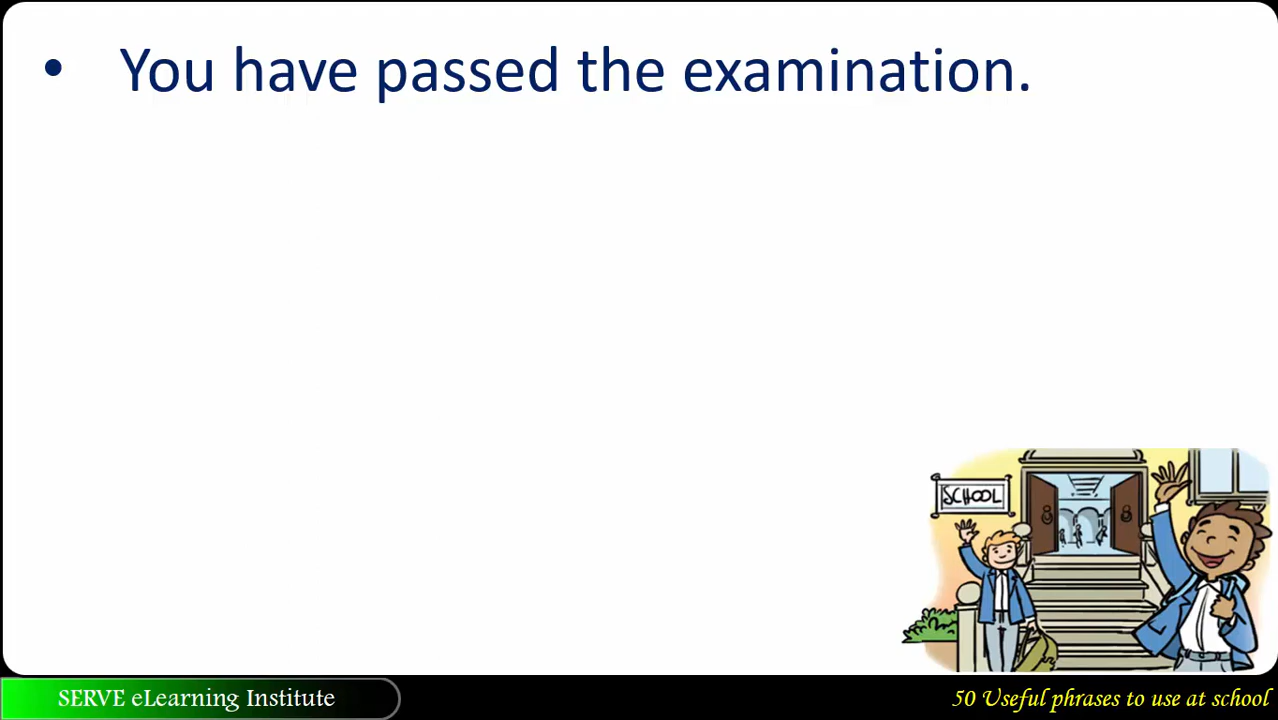 • You have passed the examination.
SCHOOL
SERVE eLearning Institute
50 Useful phrases to use at school